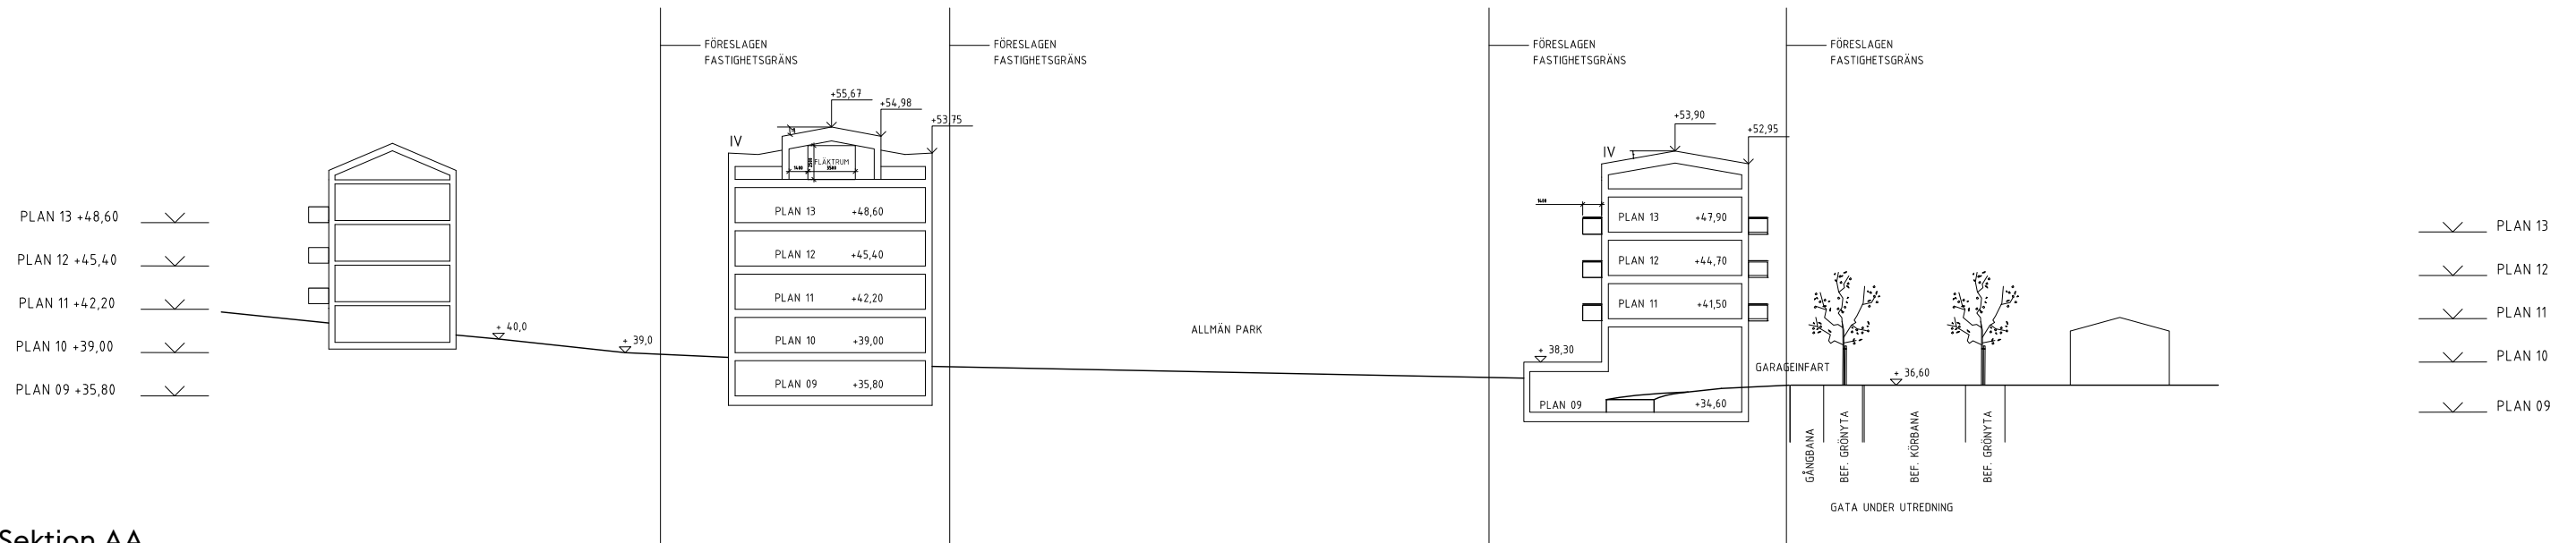 FÖRESLAGEN
FASTIGHETSGRÄNS
FÖRESLAGEN
FASTIGHETSGRÄNS
FÖRESLAGEN
FASTIGHETSGRÄNS
FÖRESLAGEN
FASTIGHETSGRÄNS
+55,67
+54,98
+53,75
IV
FLÄKTRUM
3500
+53,90
+52,95
IV
PLAN 13 +48,60
PLAN 12 +45,40
PLAN 11 +42,20
PLAN 10 +39,00
PLAN 09 +35,80
+ 40,0
+ 39,0
PLAN 13 +48,60
PLAN 12 +45,40
PLAN 11 +42,20
PLAN 10 +39,00
PLAN 09 +35,80
ALLMÄN PARK
PLAN 13 +47,90
PLAN 12 +44,70
PLAN 11 +41,50
+ 38,30
GARAGEINFART
PLAN 09 +34,60
+ 36,60
GÅNGBANA
BEF. GRÖNYTA
BEF. KÖRBANA
BEF. GRÖNYTA
GATA UNDER UTREDNING
PLAN 13
PLAN 12
PLAN 11
PLAN 10
PLAN 09
Sektion AA